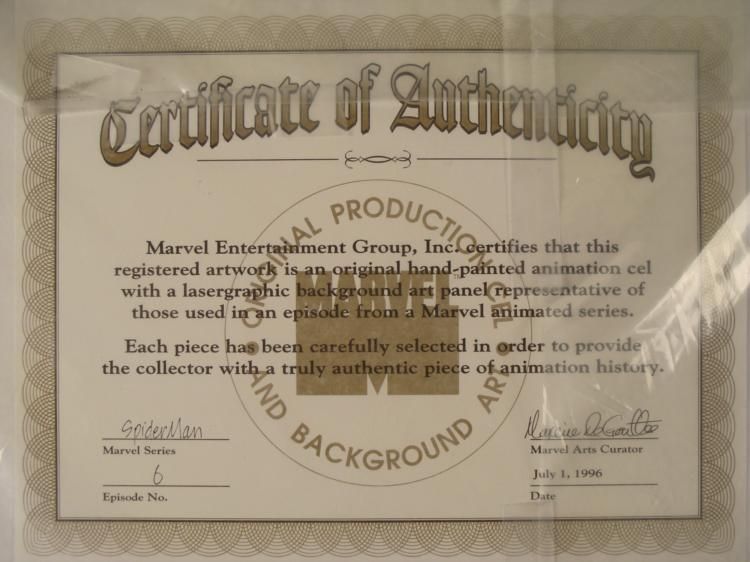 Certificate of Authenticity
ORIGINAL PRODUCTION CEL
MARVEL™
• AND BACKGROUND ART •
Marvel Entertainment Group, Inc. certifies that this
registered artwork is an original hand-painted animation cel
with a lasergraphic background art panel representative of
those used in an episode from a Marvel animated series.
Each piece has been carefully selected in order to provide
the collector with a truly authentic piece of animation history.
SpiderMan
Marvel Series
6
Episode No.
Marvel Arts Curator
July 1, 1996
Date